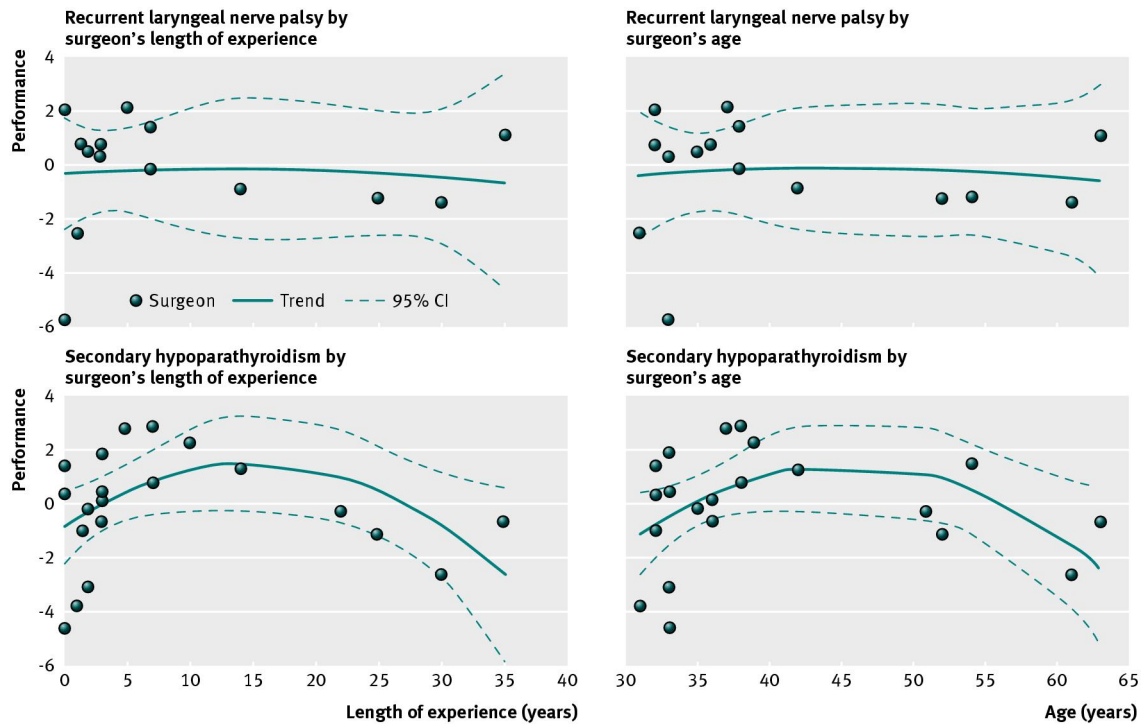 Recurrent laryngeal nerve palsy by
surgeon's length of experience
Performance
4
2
0
-2
-4
-6
Surgeon
Trend
95% CI
Recurrent laryngeal nerve palsy by
surgeon's age
Secondary hypoparathyroidism by
surgeon's length of experience
Performance
4
2
0
-2
-4
-6
0 5 10 15 20 25 30 35 40
Length of experience (years)
Secondary hypoparathyroidism by
surgeon's age
30 35 40 45 50 55 60 65
Age (years)